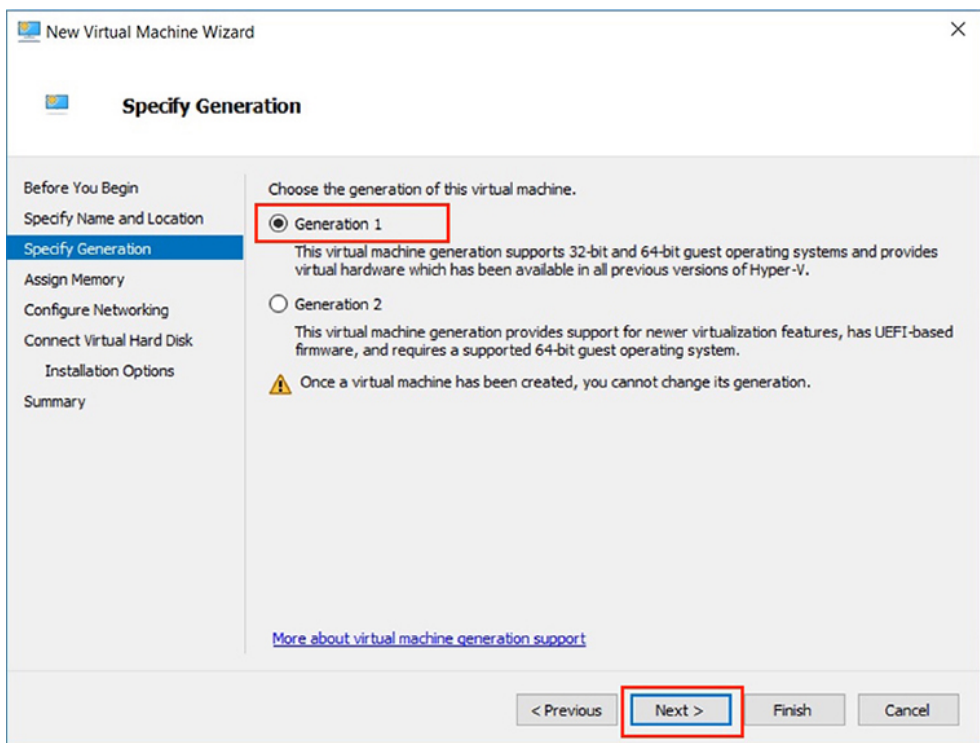 New Virtual Machine Wizard
Specify Generation
Before You Begin
Specify Name and Location
Specify Generation
Assign Memory
Configure Networking
Connect Virtual Hard Disk
Installation Options
Summary
Choose the generation of this virtual machine.
Generation 1
This virtual machine generation supports 32-bit and 64-bit guest operating systems and provides
virtual hardware which has been available in all previous versions of Hyper-V.
Generation 2
This virtual machine generation provides support for newer virtualization features, has UEFI-based
firmware, and requires a supported 64-bit guest operating system.
Once a virtual machine has been created, you cannot change its generation.
More about virtual machine generation support
< Previous
Next >
Finish
Cancel